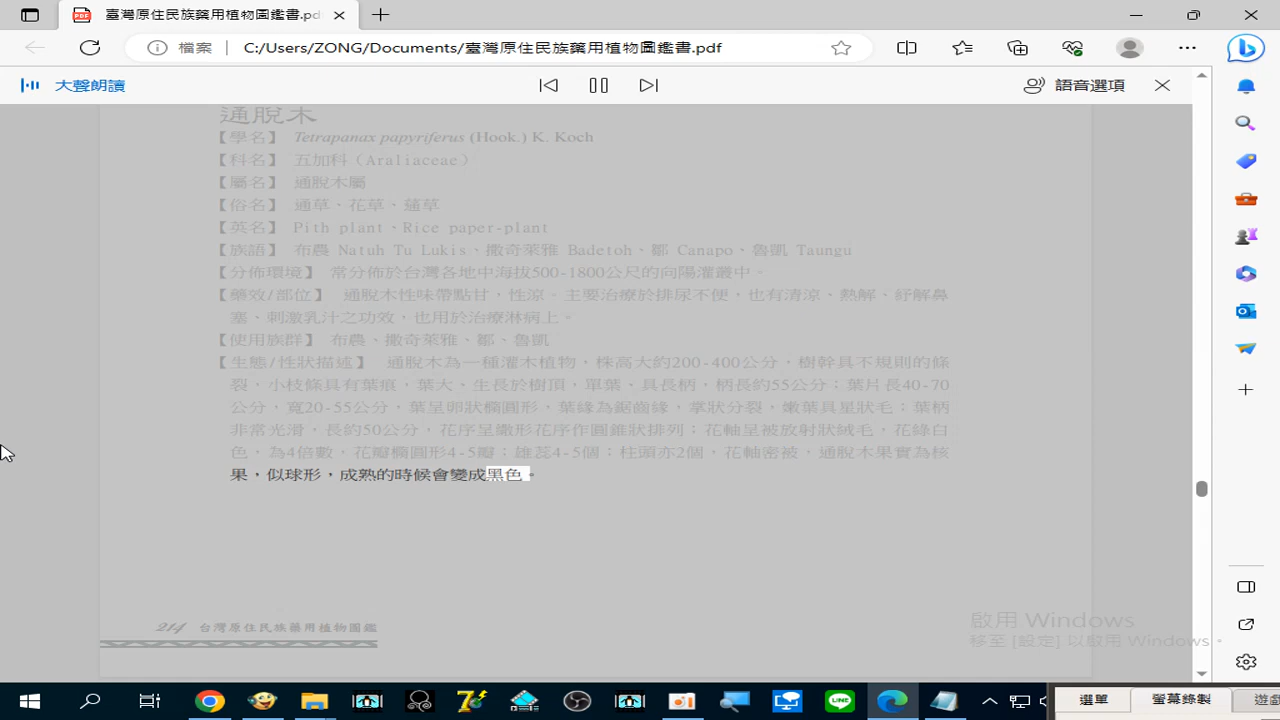 臺灣原住民族藥用植物圖鑑書.pd
檔案
C:/Users/ZONG/Documents/臺灣原住民族藥用植物圖鑑書.pdf
大聲朗讀
語音選項
通脫木
【學名】 Tetrapanax papyriferus (Hook.) K. Koch
【科名】 五加科（Araliaceae）
【屬名】 通脫木屬
【俗名】 通草、花草、蓪草
【英名】 Pith plant、Rice paper-plant
【族語】 布農 Natuh Tu Lukis、撒奇萊雅 Badetoh、鄒 Canapo、魯凱 Taungu
【分佈環境】 常分佈於台灣各地中海拔500-1800公尺的向陽灌叢中。
【藥效/部位】 通脫木性味帶點甘，性涼。主要治療於排尿不便，也有清涼、熱解、紓解鼻
塞，刺激乳汁之功效，也用於治療淋病上。
【使用族群】 布農、撒奇萊雅、鄒、魯凱
【生態/性狀描述】 通脫木為一種灌木植物，株高大約200-400公分，樹幹具不規則的條
裂，小枝條具有葉痕，葉大、生長於樹頂，單葉、具長柄，柄長約55公分；葉片長40-70
公分，寬20-55公分，葉呈卵狀橢圓形，葉緣為鋸齒緣，掌狀分裂，嫩葉具星狀毛；葉柄
非常光滑，長約50公分，花序呈繖形花序作圓錐狀排列；花軸呈被放射狀絨毛，花綠白
色，為4倍數，花瓣橢圓形4-5瓣；雄蕊4-5個；柱頭亦2個，花軸密被，通脫木果實為核
果，似球形，成熟的時候會變成黑色。
214 台灣原住民族藥用植物圖鑑
啟用 Windows
移至 [設定] 以啟用 Windows。
選單
螢幕錄製
遊戲